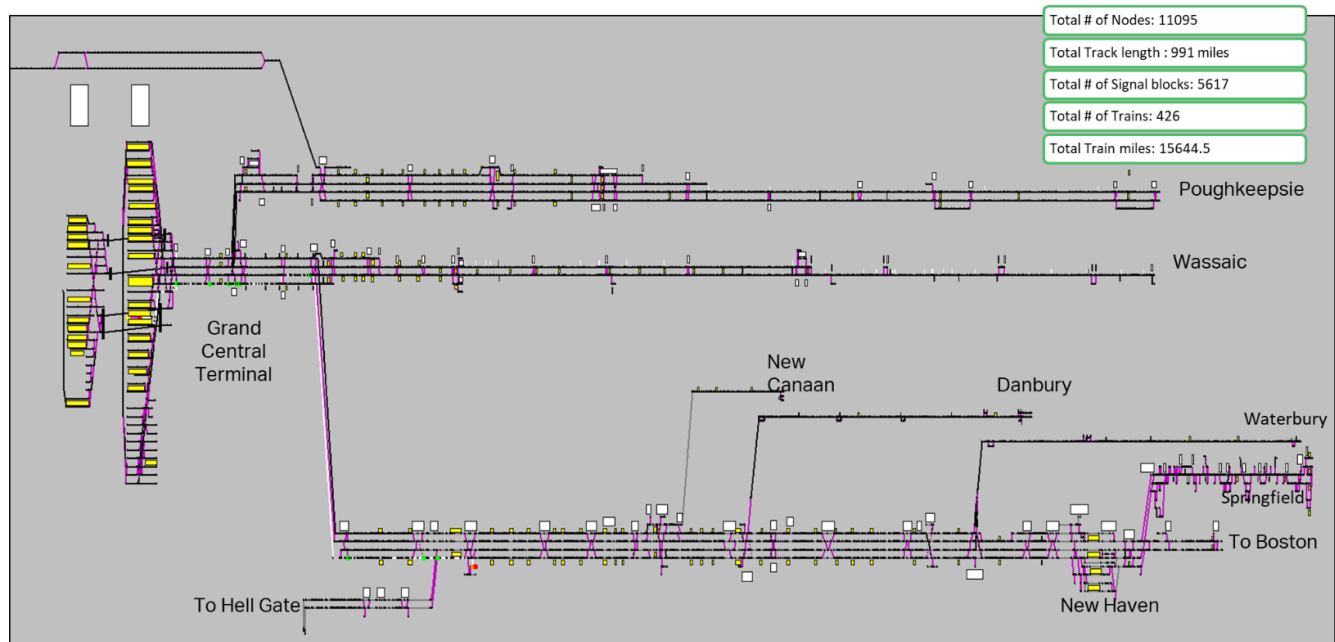 Total # of Nodes: 11095
Total Track length : 991 miles
Total # of Signal blocks: 5617
Total # of Trains: 426
Total Train miles: 15644.5
Poughkeepsie
Wassaic
Grand
Central
Terminal
New
Canaan
Danbury
Waterbury
Springfield
To Boston
To Hell Gate
New Haven